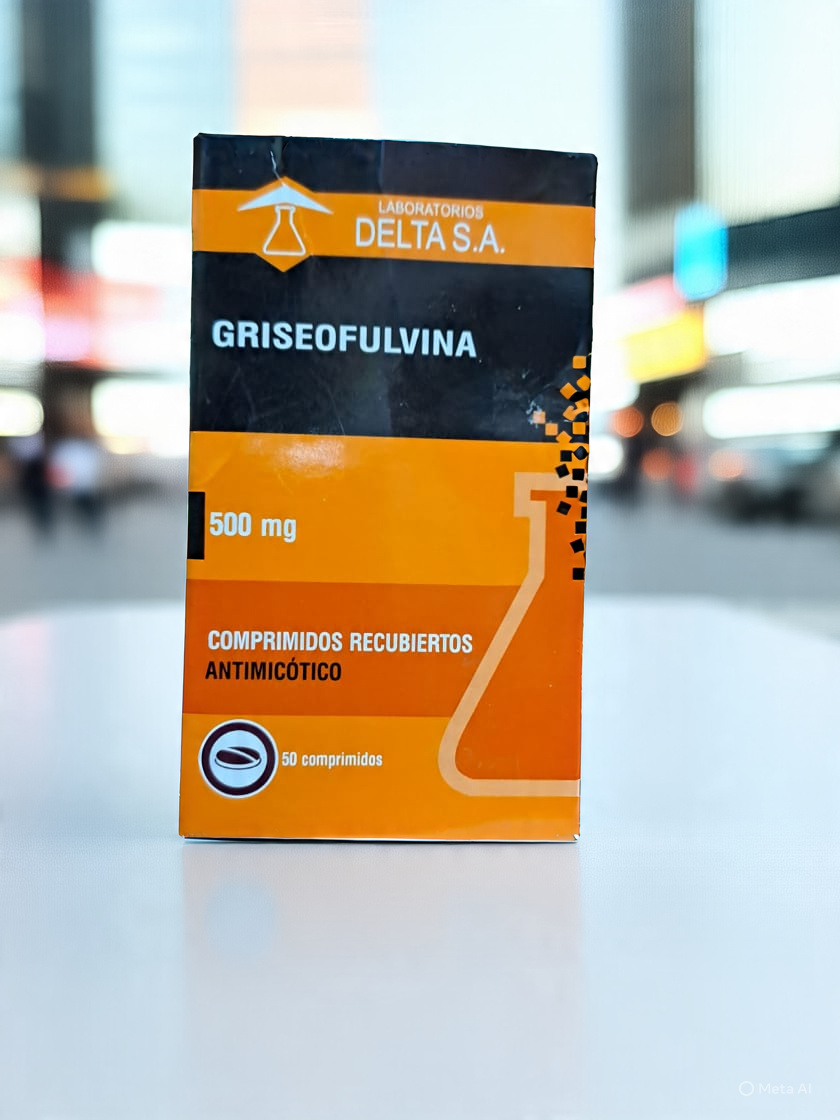 LABORATORIOS
DELTA S.A.
GRISEOFULVINA
500 mg
COMPRIMIDOS RECUBIERTOS
ANTIMICÓTICO
50 comprimidos
Meta AI